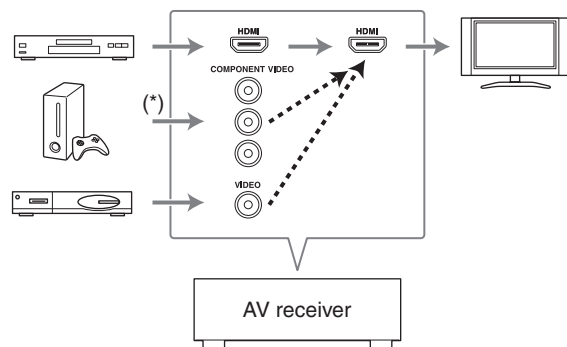 HDMI
HDMI
COMPONENT VIDEO
(*)
VIDEO
AV receiver